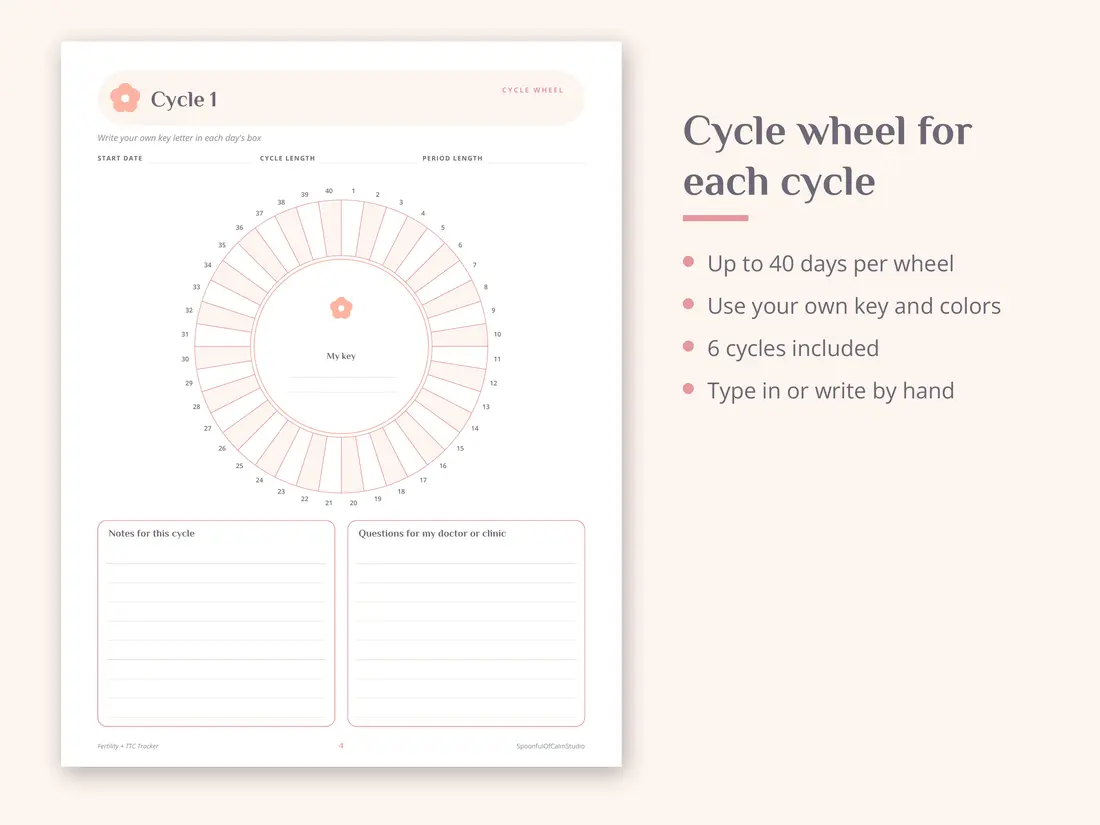 Cycle 1
CYCLE WHEEL
Write your own key letter in each day's box
START DATE
CYCLE LENGTH
PERIOD LENGTH
1
2
3
4
5
6
7
8
9
10
11
12
13
14
15
16
17
18
19
20
21
22
23
24
25
26
27
28
29
30
31
32
33
34
35
36
37
38
39
40
My key
Notes for this cycle
Questions for my doctor or clinic
Fertility + TTC Tracker
4
SpoonfulOfCalmStudio
Cycle wheel for
each cycle
Up to 40 days per wheel
Use your own key and colors
6 cycles included
Type in or write by hand